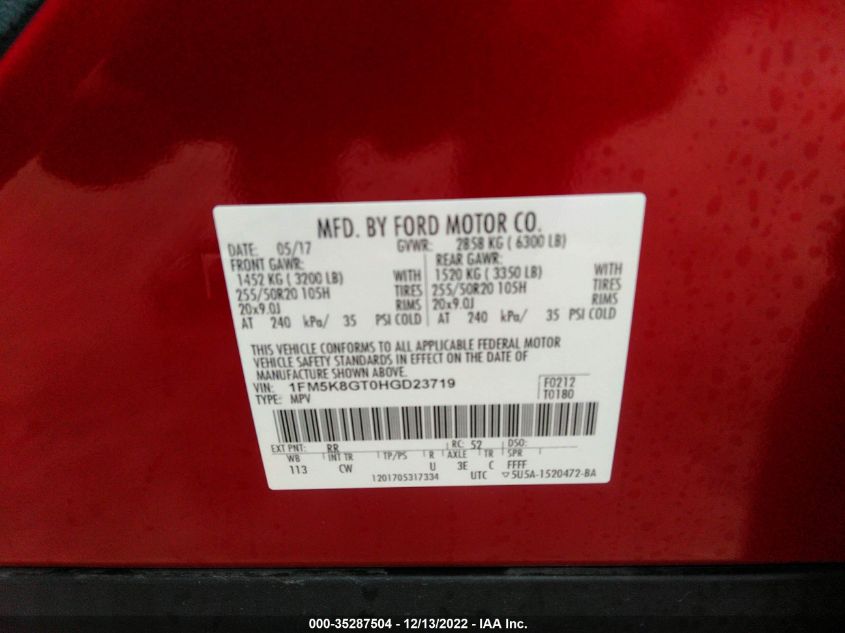 MFD. BY FORD MOTOR CO.
DATE: 05/17 GVWR: 2858 KG ( 6300 LB)
FRONT GAWR: REAR GAWR:
1452 KG ( 3200 LB) WITH 1520 KG ( 3350 LB) WITH
255/50R20 105H TIRES 255/50R20 105H TIRES
20x9.0J RIMS 20x9.0J RIMS
AT 240 kPa/ 35 PSI COLD AT 240 kPa/ 35 PSI COLD
THIS VEHICLE CONFORMS TO ALL APPLICABLE FEDERAL MOTOR
VEHICLE SAFETY STANDARDS IN EFFECT ON THE DATE OF
MANUFACTURE SHOWN ABOVE.
VIN: 1FM5K8GT0HGD23719 F0212
TYPE: MPV T0180
EXT PNT: RR RC: 52 DSO:
WB INT TR TP/PS R AXLE TR SPR
113 CW U 3E C FFFF
1201705317334 UTC 5U5A-1520472-BA
000-35287504 - 12/13/2022 - IAA Inc.